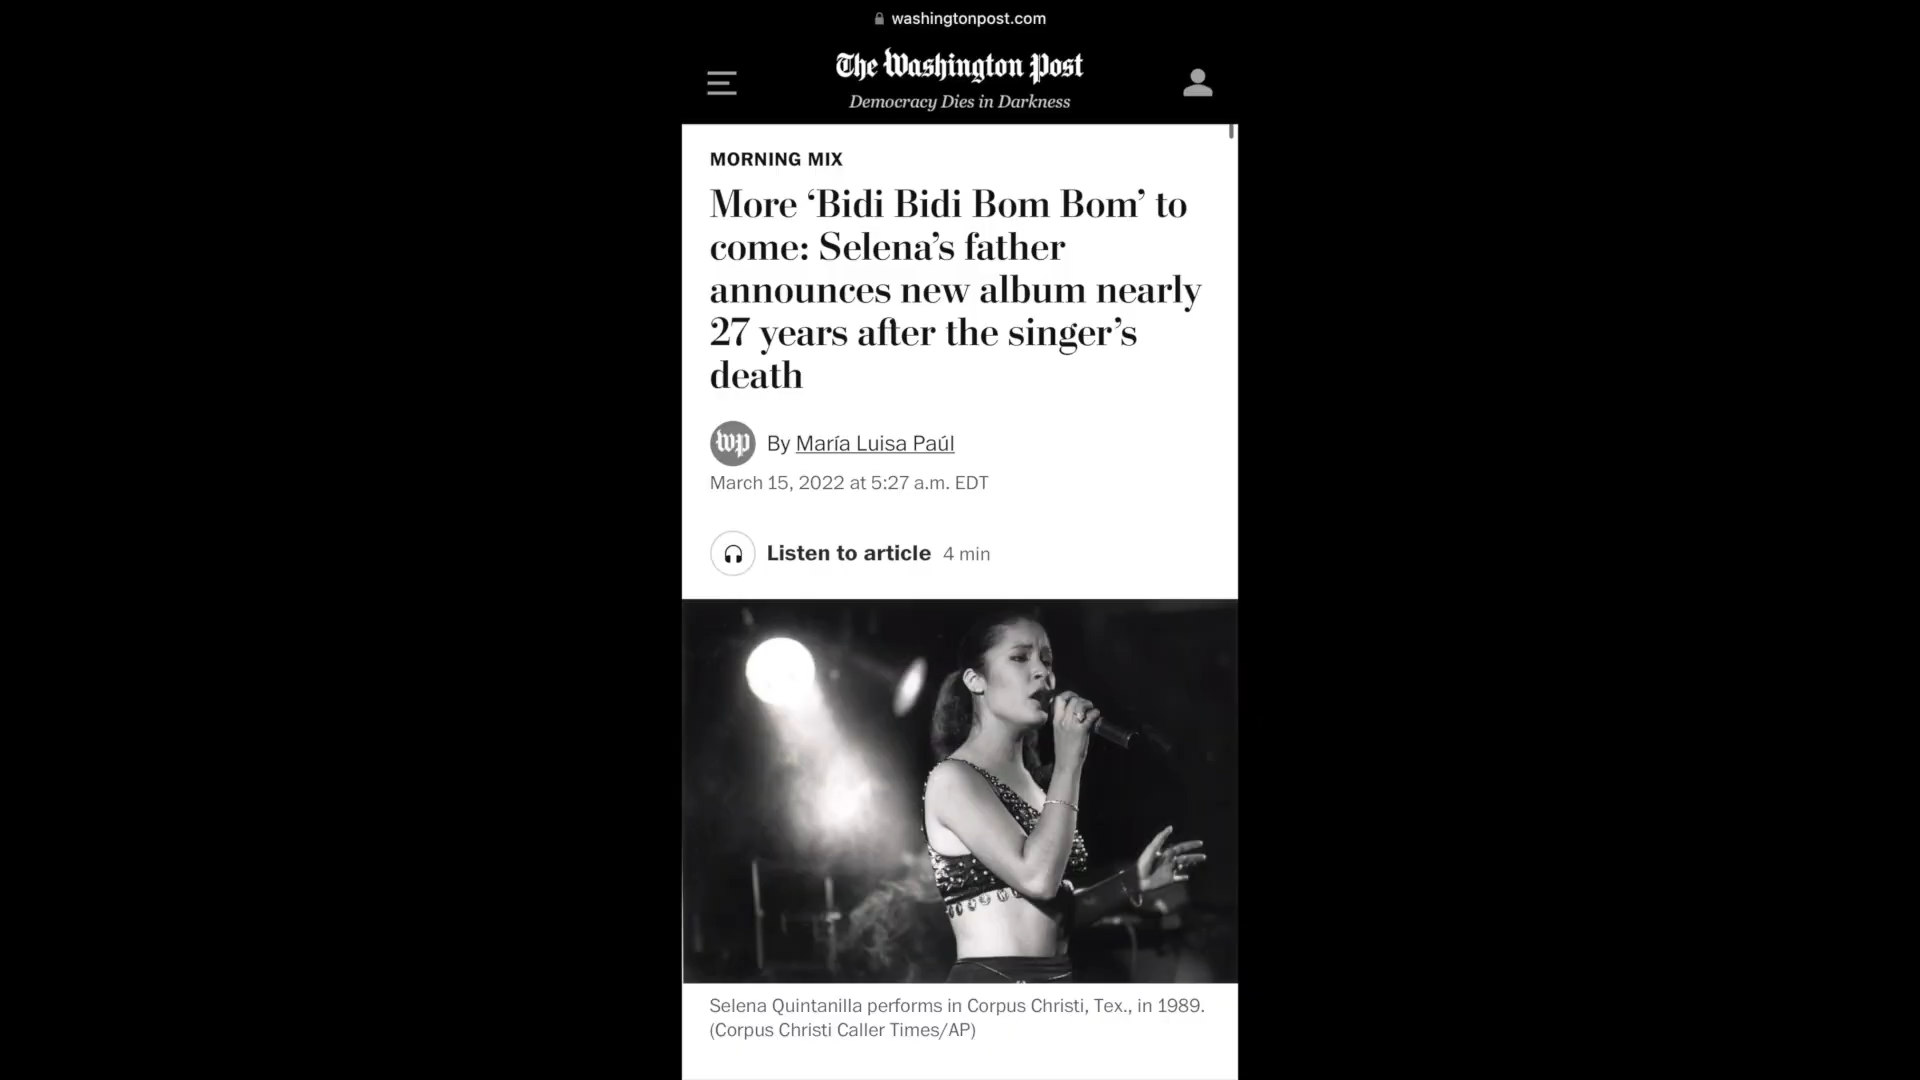 washingtonpost.com
The Washington Post
Democracy Dies in Darkness
MORNING MIX
More ‘Bidi Bidi Bom Bom’ to
come: Selena’s father
announces new album nearly
27 years after the singer’s
death
wp
By María Luisa Paúl
March 15, 2022 at 5:27 a.m. EDT
Listen to article 4 min
Selena Quintanilla performs in Corpus Christi, Tex., in 1989.
(Corpus Christi Caller Times/AP)